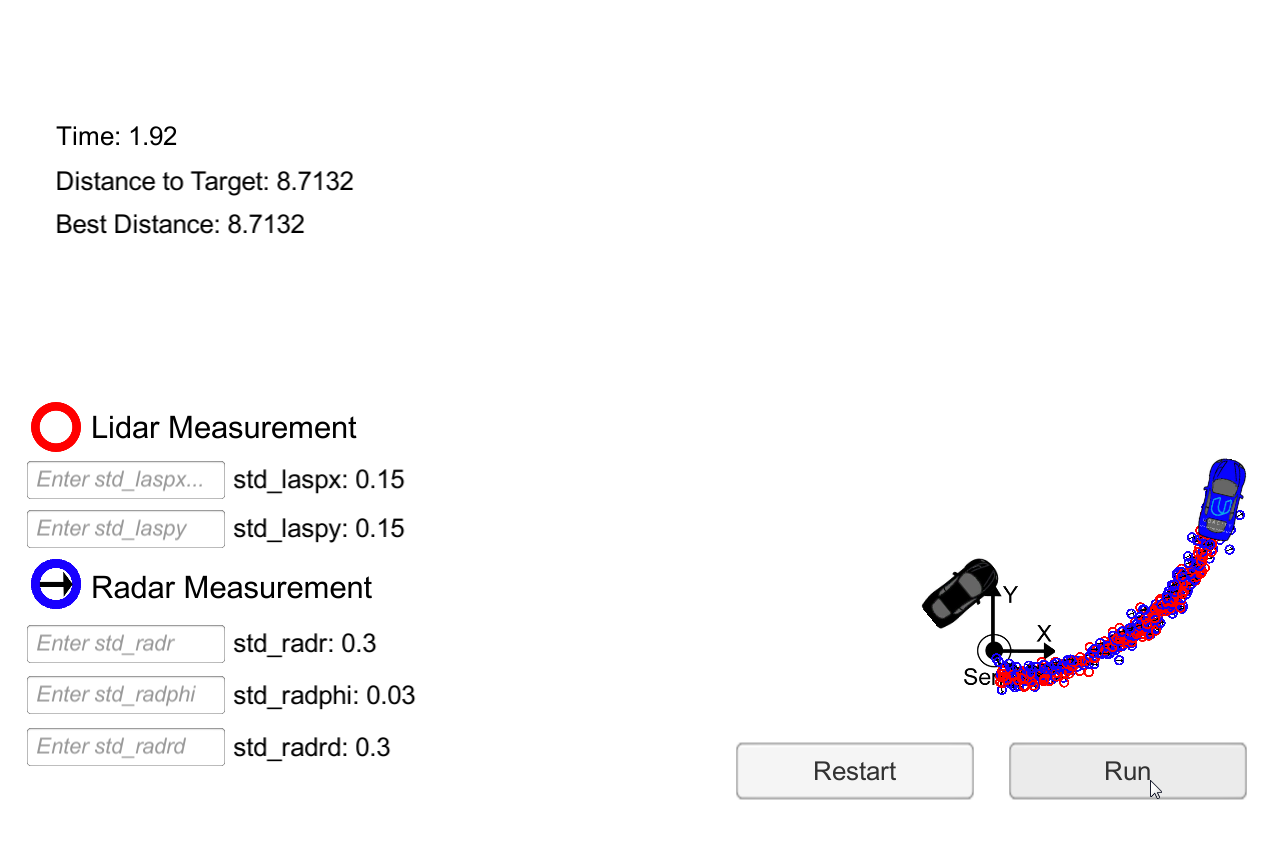 Time: 1.92
Distance to Target: 8.7132
Best Distance: 8.7132
Lidar Measurement
Enter std_laspx... std_laspx: 0.15
Enter std_laspy std_laspy: 0.15
Radar Measurement
Enter std_radr std_radr: 0.3
Enter std_radphi std_radphi: 0.03
Enter std_radrd std_radrd: 0.3
Y
X
Restart
Run